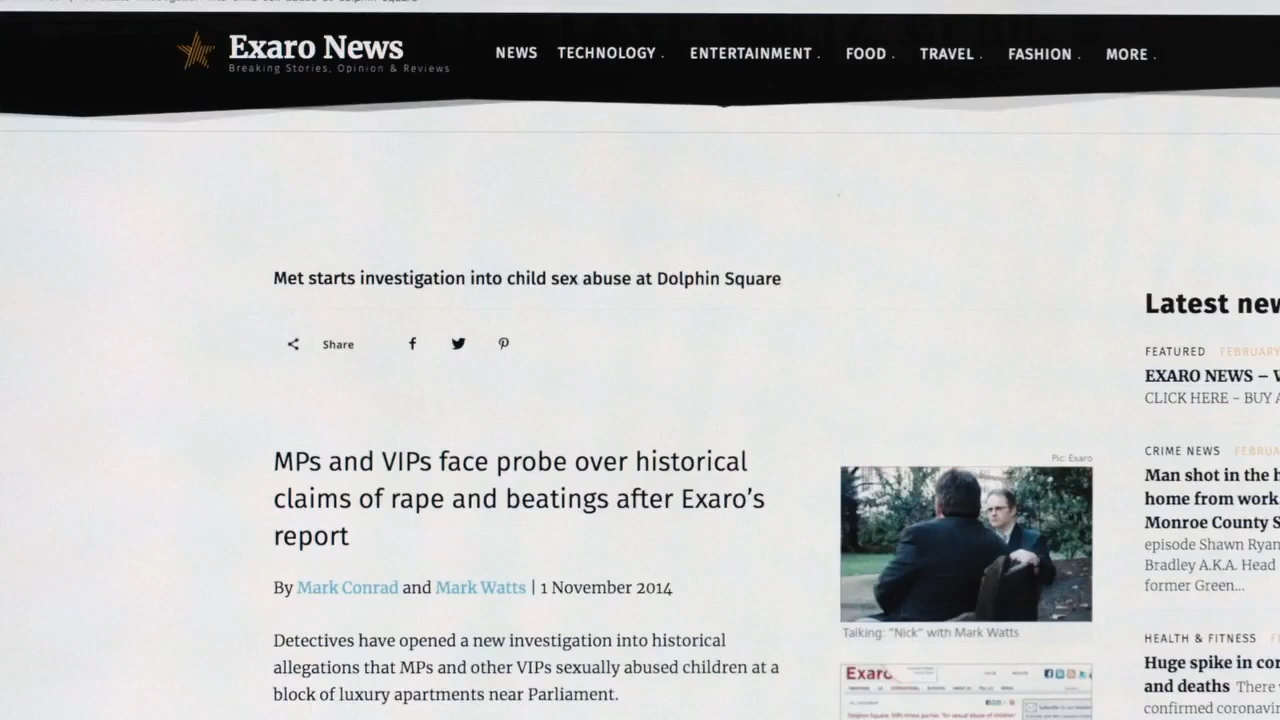 Exaro News
Breaking Stories, Opinion & Reviews
NEWS TECHNOLOGY . ENTERTAINMENT . FOOD . TRAVEL . FASHION . MORE .
Met starts investigation into child sex abuse at Dolphin Square
Share
MPs and VIPs face probe over historical
claims of rape and beatings after Exaro's
report
By Mark Conrad and Mark Watts | 1 November 2014
Detectives have opened a new investigation into historical
allegations that MPs and other VIPs sexually abused children at a
block of luxury apartments near Parliament.
Pic: Exaro
Talking: "Nick" with Mark Watts
Exaro
Latest new
FEATURED FEBRUARY
EXARO NEWS –
CLICK HERE – BUY A
CRIME NEWS FEBRUA
Man shot in the h
home from work
Monroe County S
episode Shawn Ryan
Bradley A.K.A. Head
former Green...
HEALTH & FITNESS
Huge spike in cor
and deaths There
confirmed coronavir